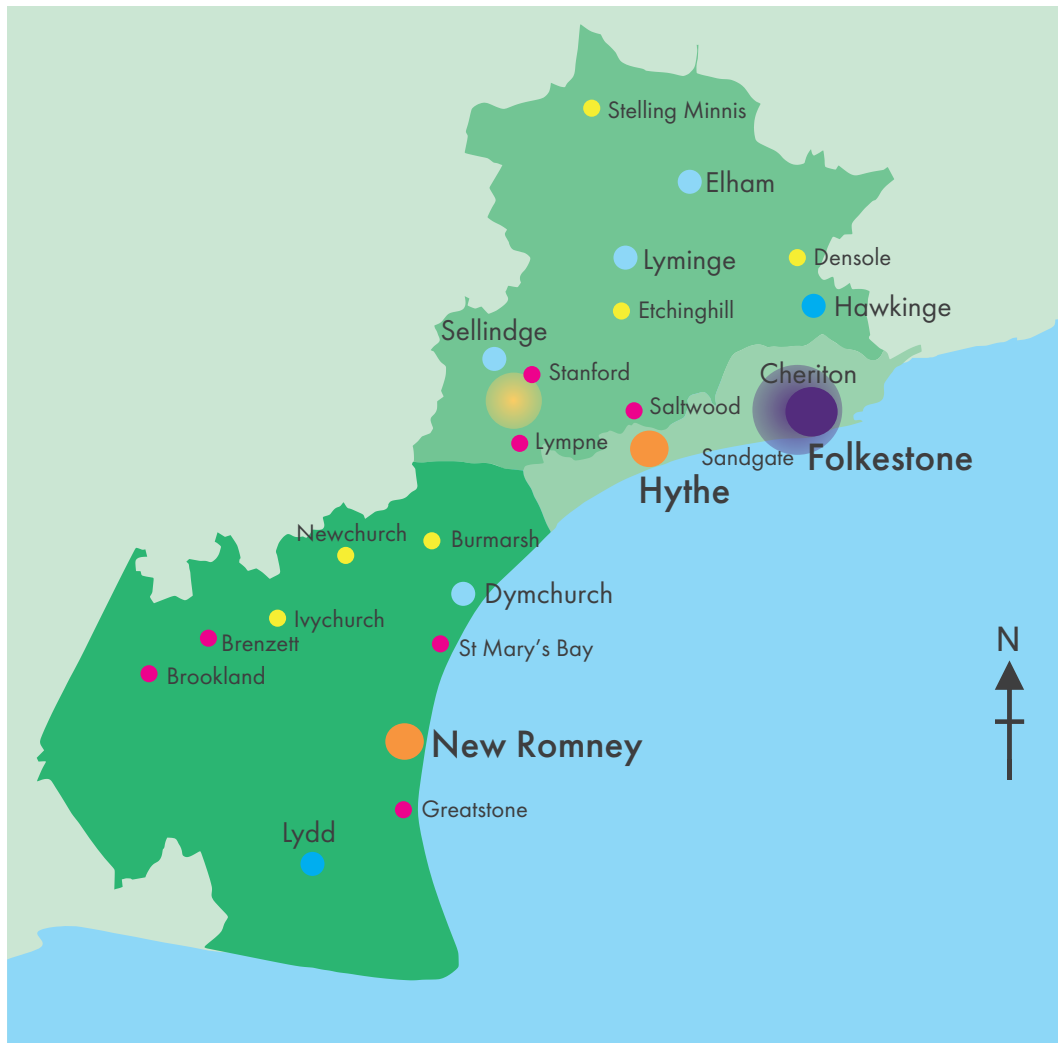 Stelling Minnis
Elham
Lyminge
Densole
Etchinghill
Hawkinge
Sellindge
Stanford
Cheriton
Saltwood
Lympne
Sandgate
Folkestone
Hythe
Newchurch
Burmarsh
Dymchurch
Ivychurch
Brenzett
St Mary’s Bay
Brookland
N
New Romney
Greatstone
Lydd